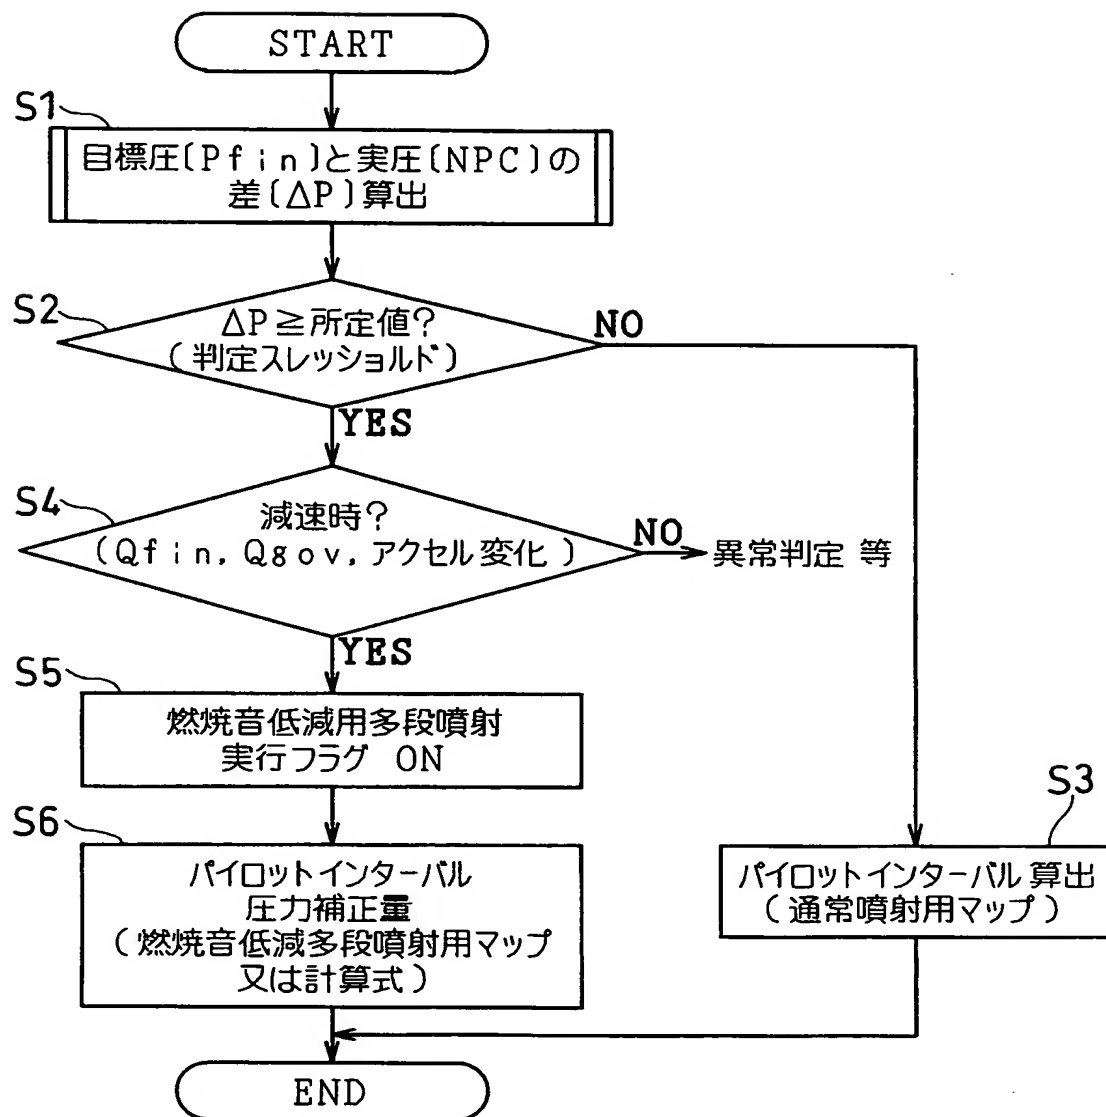 START
S1
目標圧〔Pfin〕と実圧〔NPC〕の
差〔ΔP〕算出
S2
ΔP≧所定値?
(判定スレッショルド)
NO
YES
S4
減速時?
(Qfin, Qgov, アクセル変化)
NO
異常判定 等
YES
S5
燃焼音低減用多段噴射
実行フラグ ON
S6
パイロットインターバル
圧力補正量
(燃焼音低減多段噴射用マップ
又は計算式)
S3
パイロットインターバル算出
(通常噴射用マップ)
END